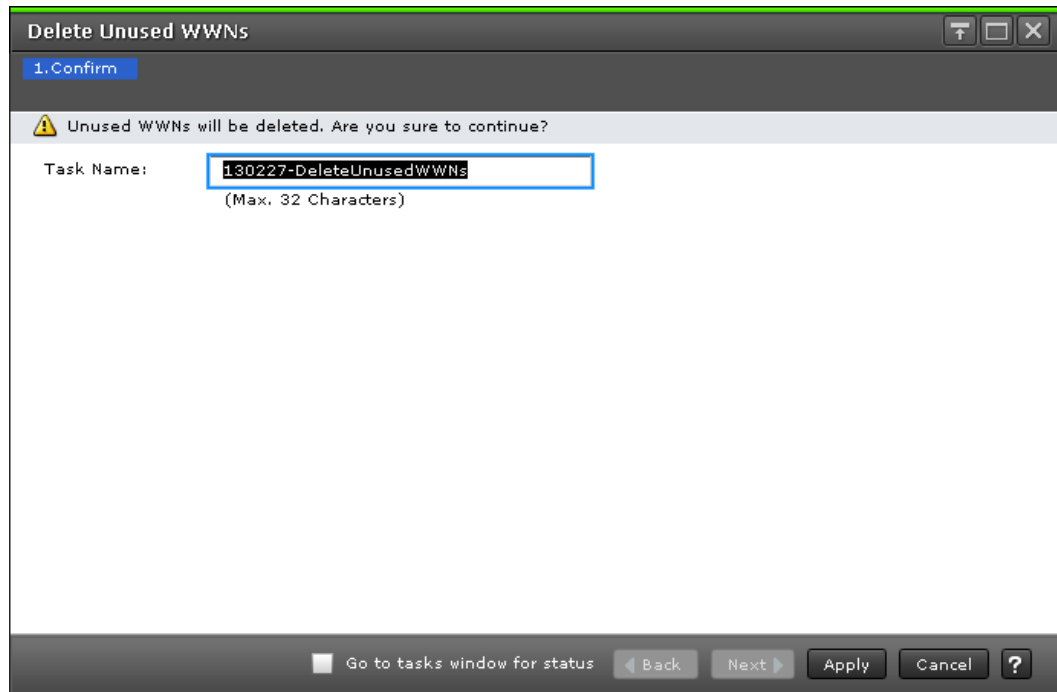 Delete Unused WWNs
1.Confirm
Unused WWNs will be deleted. Are you sure to continue?
Task Name:
130227-DeleteUnusedWWNs
(Max. 32 Characters)
Go to tasks window for status
Back
Next
Apply
Cancel
?